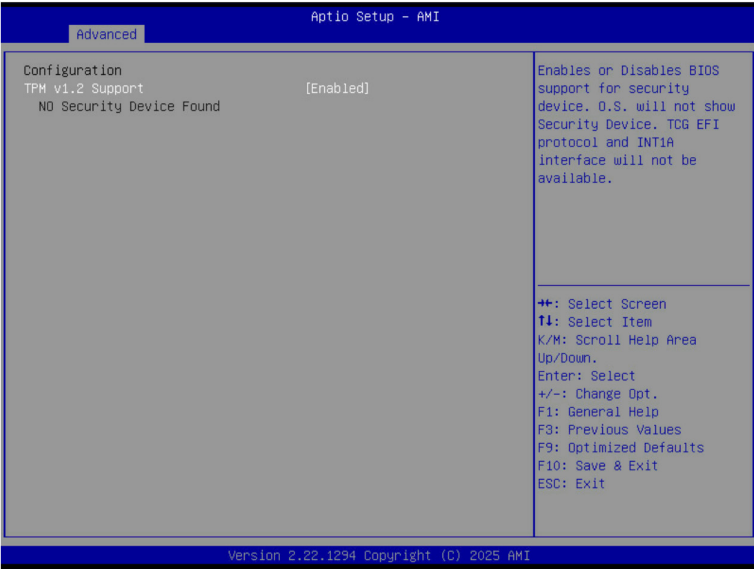 Aptio Setup – AMI
Advanced
Configuration
TPM v1.2 Support [Enabled]
NO Security Device Found
Enables or Disables BIOS
support for security
device. O.S. will not show
Security Device. TCG EFI
protocol and INT1A
interface will not be
available.
→←: Select Screen
↑↓: Select Item
K/M: Scroll Help Area
Up/Down.
Enter: Select
+/-: Change Opt.
F1: General Help
F3: Previous Values
F9: Optimized Defaults
F10: Save & Exit
ESC: Exit
Version 2.22.1294 Copyright (C) 2025 AMI